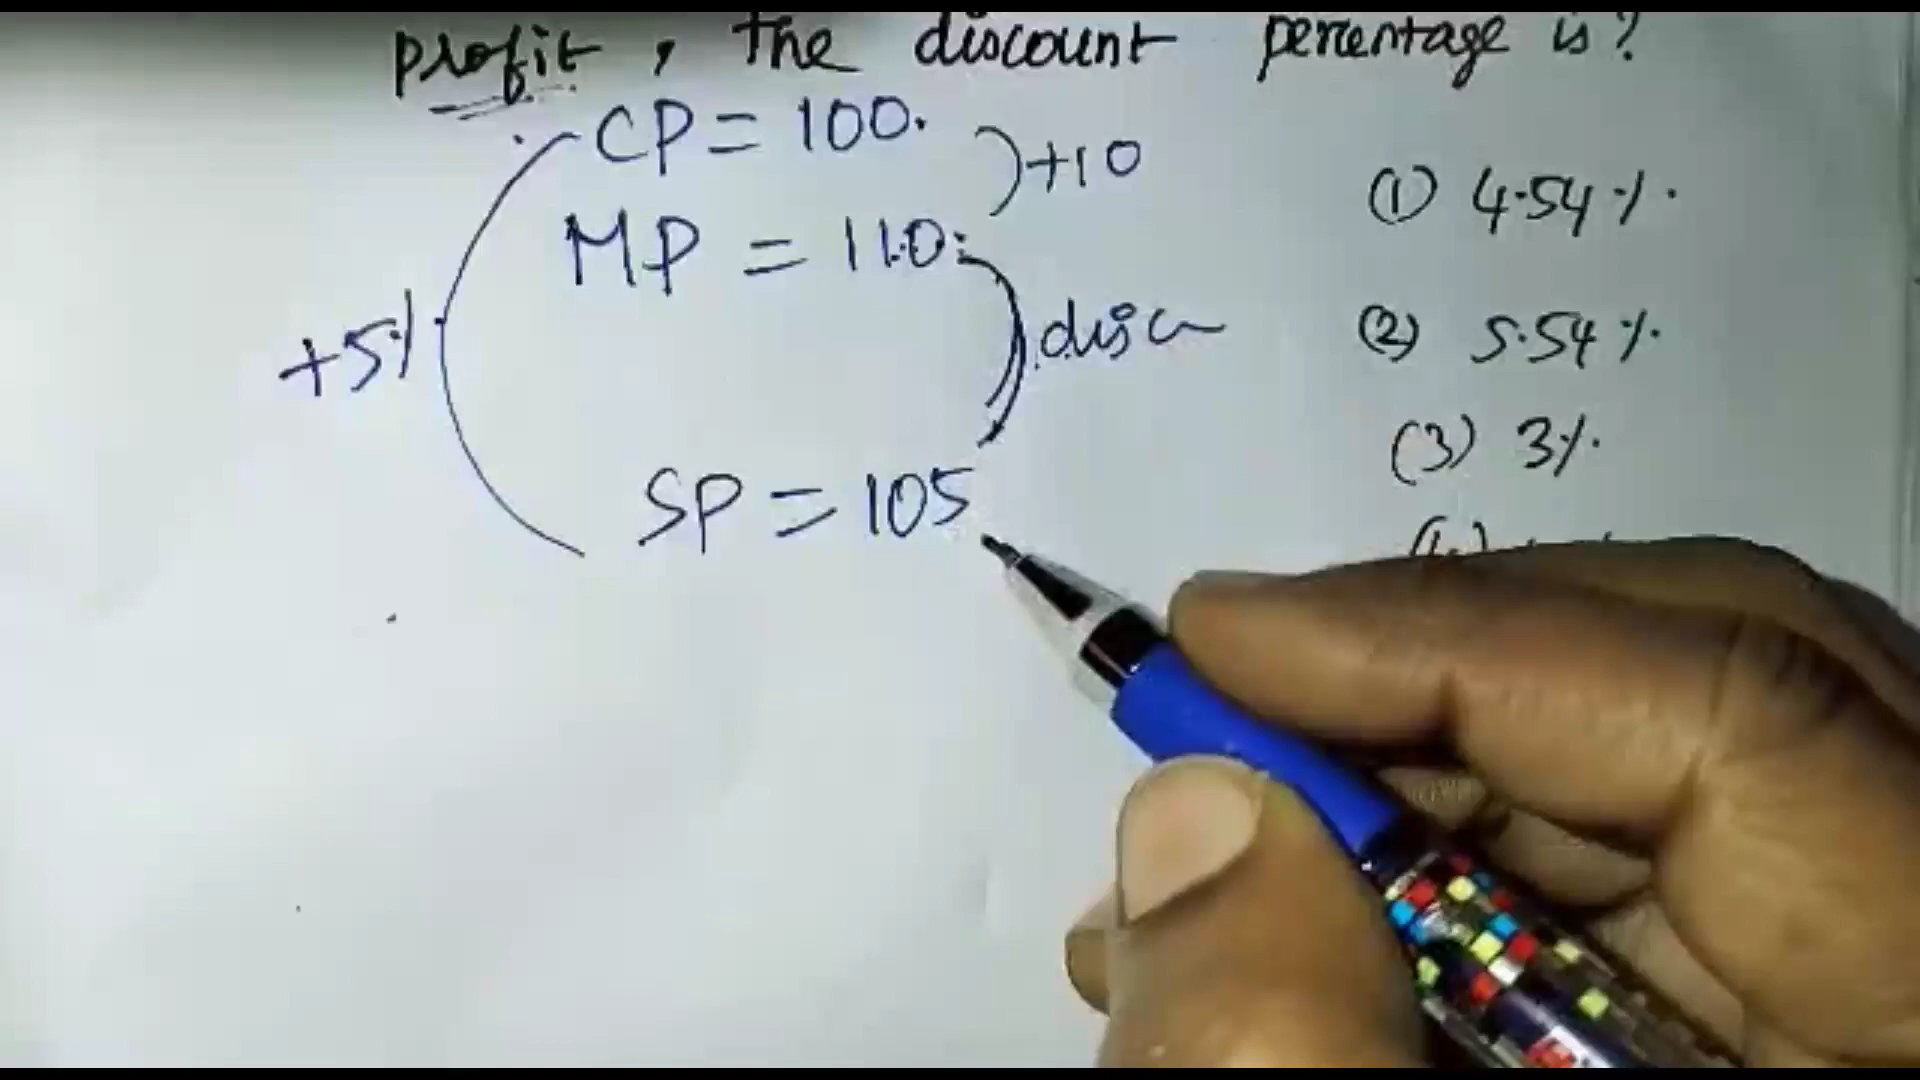 profit, the discount percentage is?
CP = 100.
+10
MP = 110
+5%
disc
SP = 105
(1) 4.54%.
(2) 5.54%.
(3) 3%.